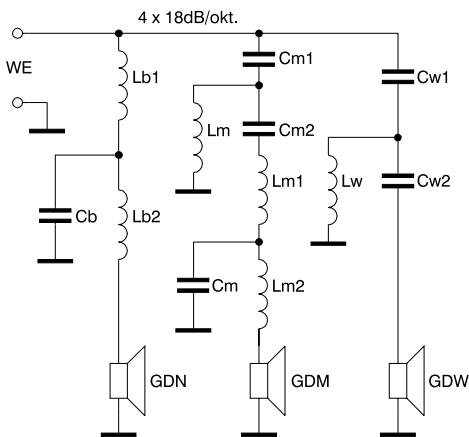 4 x 18dB/okt.
WE
Lb1
Cm1
Cw1
Lm
Cm2
Lm1
Lw
Cw2
Cb
Lb2
Cm
Lm2
GDN
GDM
GDW